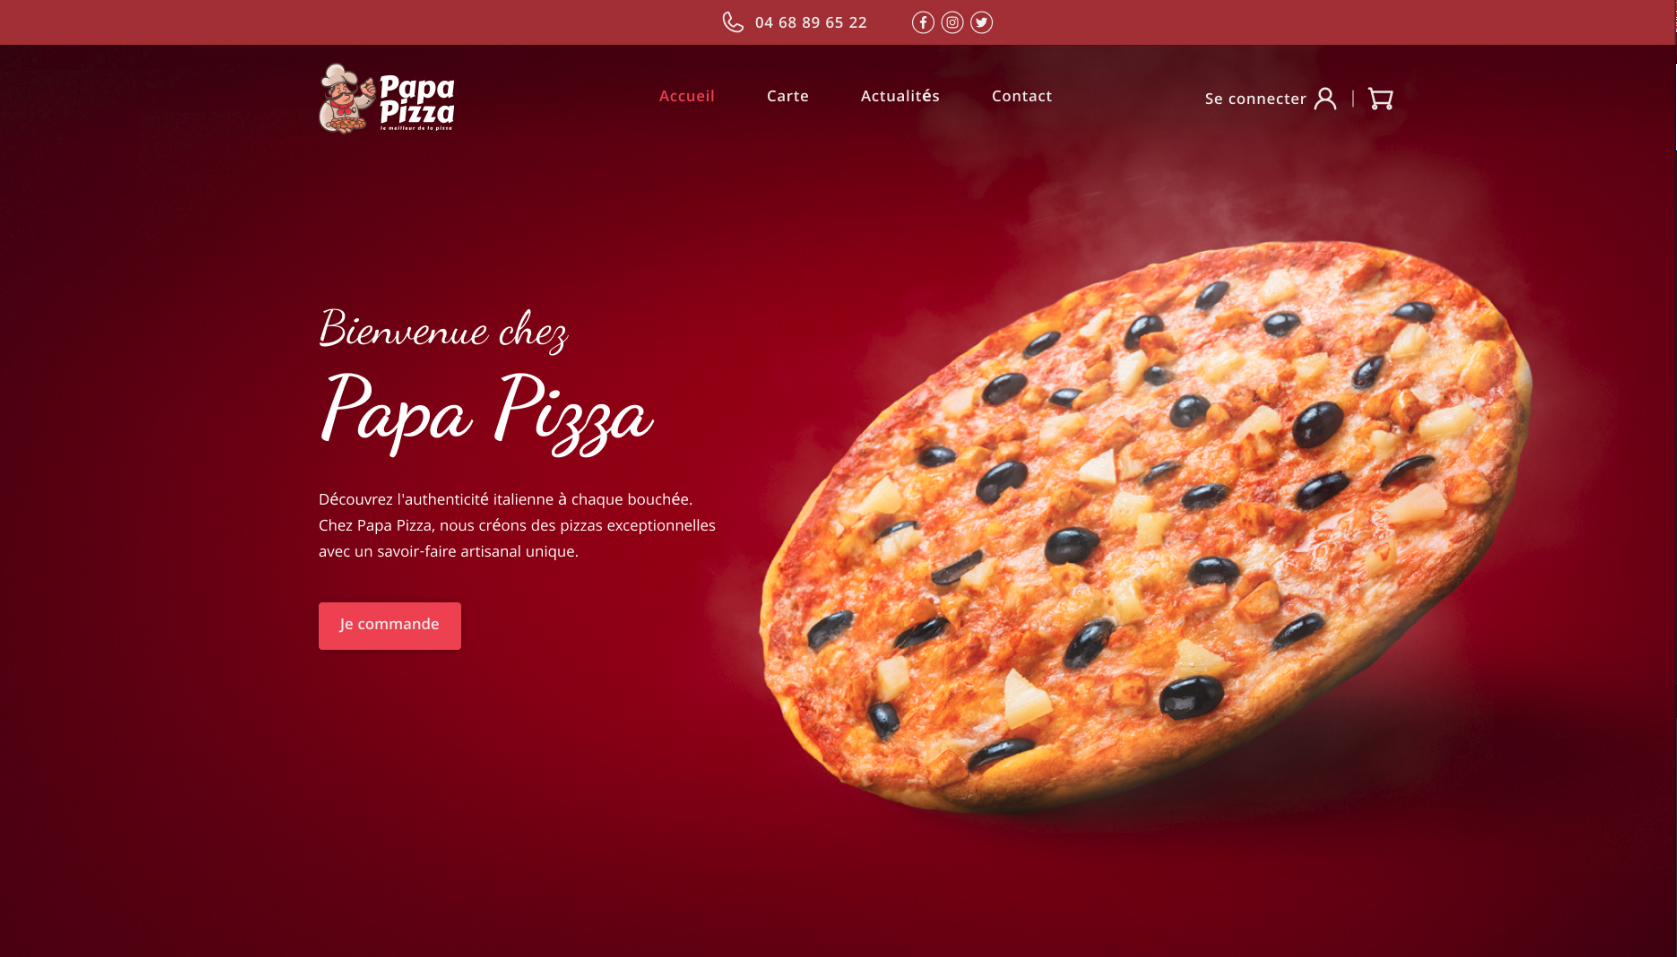 04 68 89 65 22
Papa
Pizza
le meilleur de la pizza
Accueil
Carte
Actualités
Contact
Se connecter
Bienvenue chez
Papa Pizza
Découvrez l'authenticité italienne à chaque bouchée.
Chez Papa Pizza, nous créons des pizzas exceptionnelles
avec un savoir-faire artisanal unique.
Je commande